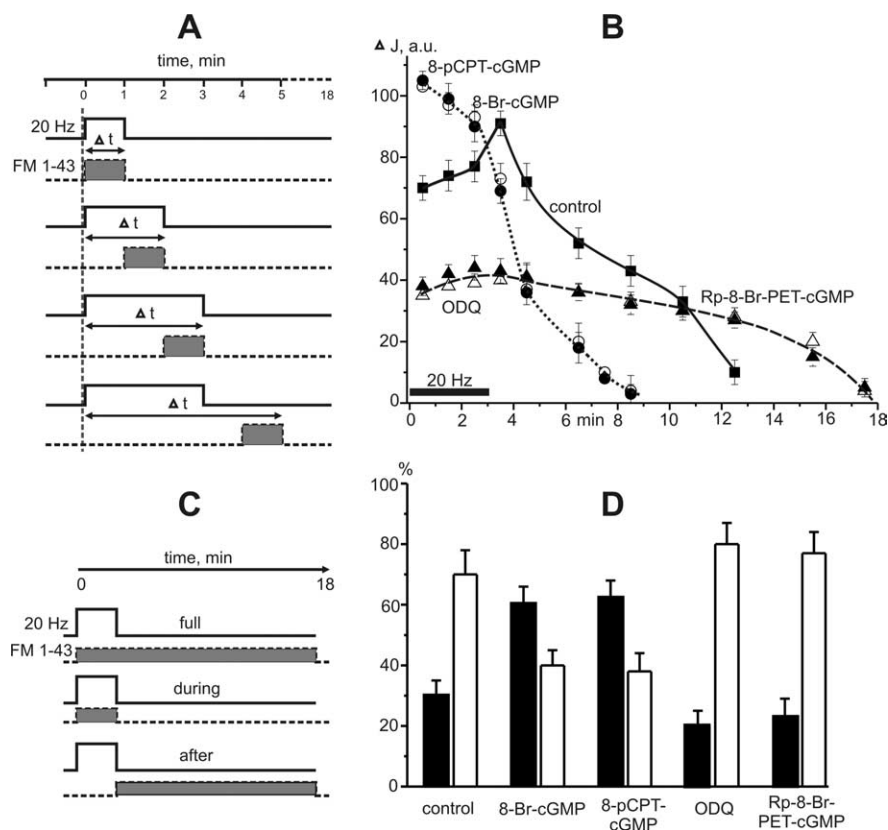 A
time, min
0 1 2 3 5 18
20 Hz
Δ t
FM 1-43
Δ t
Δ t
Δ t
B
Δ J, a.u.
8-pCPT-cGMP
8-Br-cGMP
control
Rp-8-Br-PET-cGMP
ODQ
20 Hz
100
80
60
40
20
0
0 2 4 6 min 8 10 12 14 16 18
C
time, min
0 18
20 Hz
full
FM 1-43
during
after
D
%
100
80
60
40
20
0
control 8-Br-cGMP 8-pCPT- ODQ Rp-8-Br-
cGMP PET-cGMP